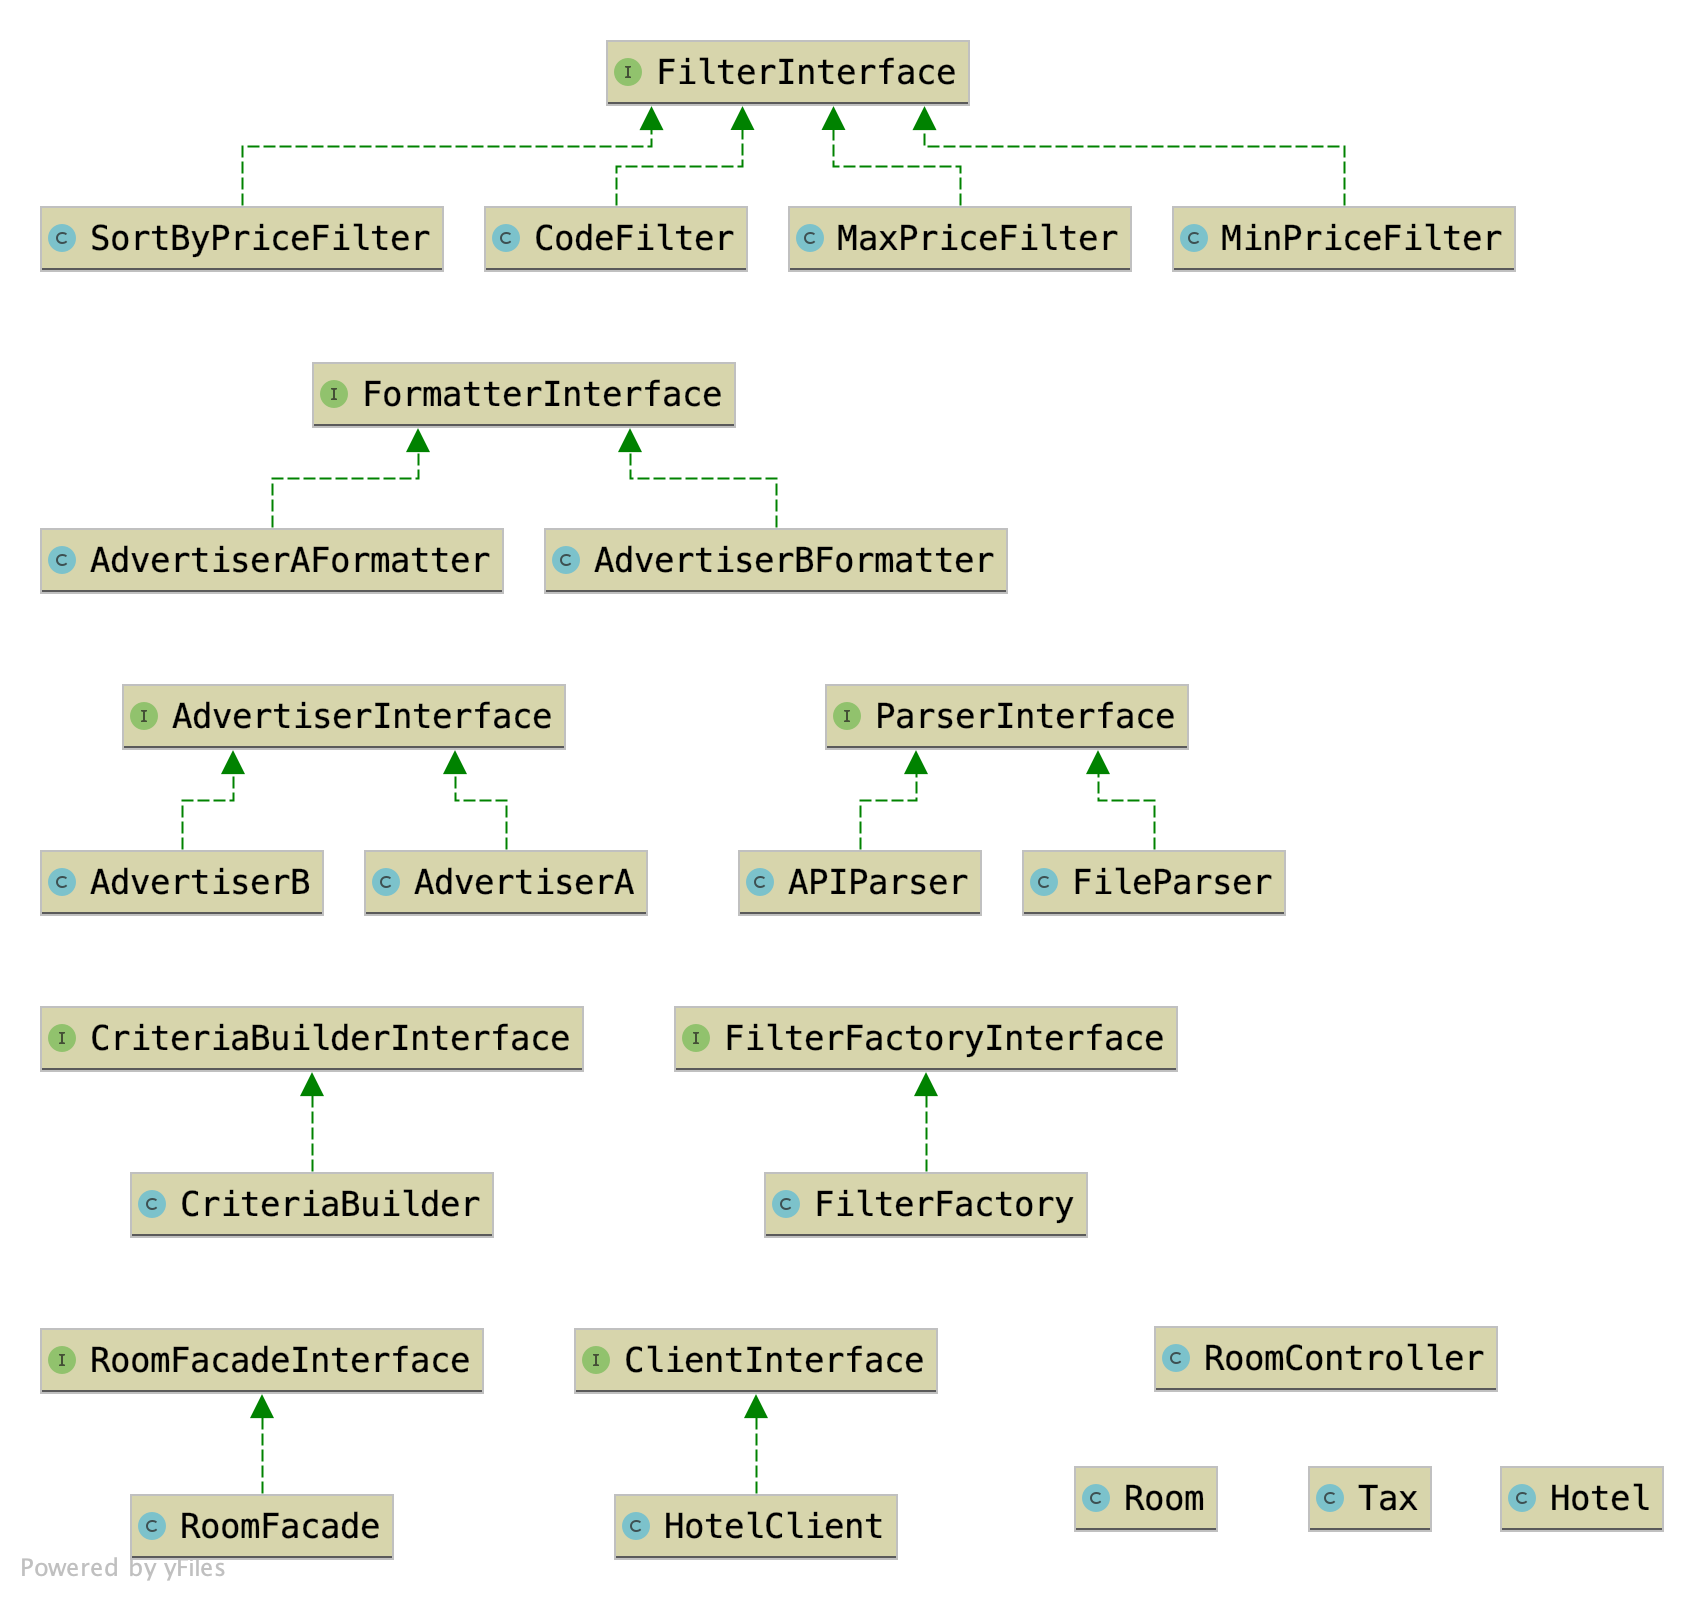 I FilterInterface
C SortByPriceFilter C CodeFilter C MaxPriceFilter C MinPriceFilter
I FormatterInterface
C AdvertiserAFormatter C AdvertiserBFormatter
I AdvertiserInterface I ParserInterface
C AdvertiserB C AdvertiserA C APIParser C FileParser
I CriteriaBuilderInterface I FilterFactoryInterface
C CriteriaBuilder C FilterFactory
I RoomFacadeInterface I ClientInterface C RoomController
C Room C Tax C Hotel
C RoomFacade C HotelClient
Powered by yFiles